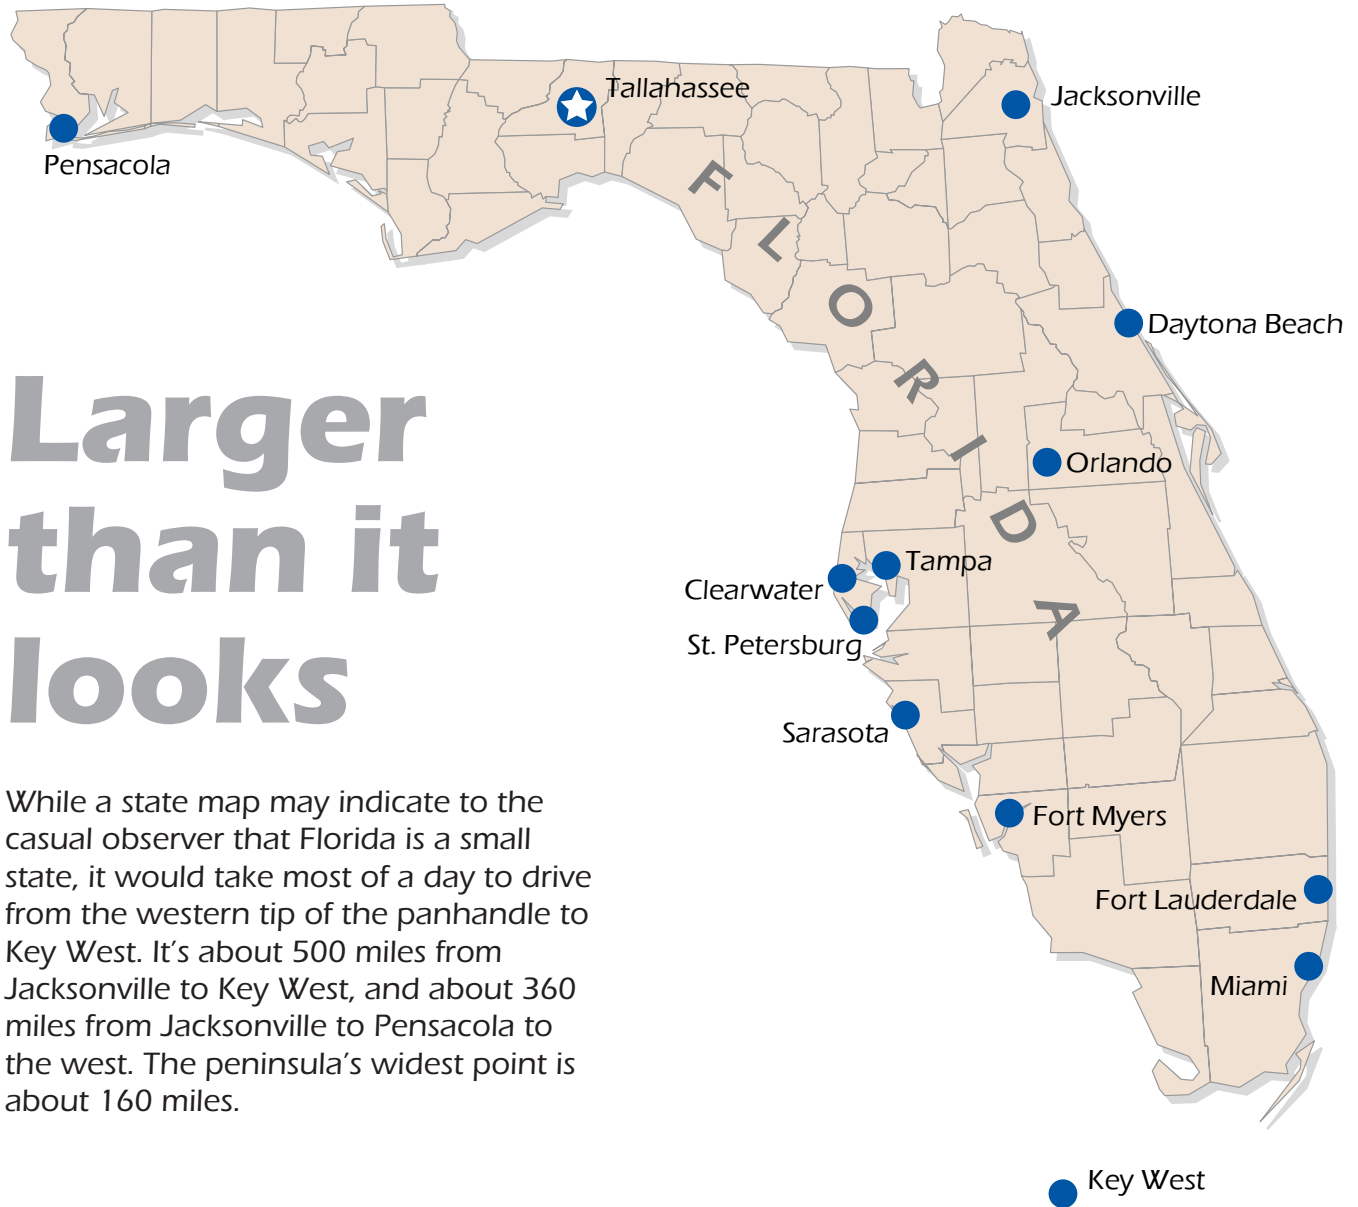 Tallahassee
Jacksonville
Pensacola
FLORIDA
Daytona Beach
Larger
than it
looks
Orlando
Tampa
Clearwater
St. Petersburg
Sarasota
While a state map may indicate to the
casual observer that Florida is a small
state, it would take most of a day to drive
from the western tip of the panhandle to
Key West. It's about 500 miles from
Jacksonville to Key West, and about 360
miles from Jacksonville to Pensacola to
the west. The peninsula's widest point is
about 160 miles.
Fort Myers
Fort Lauderdale
Miami
Key West